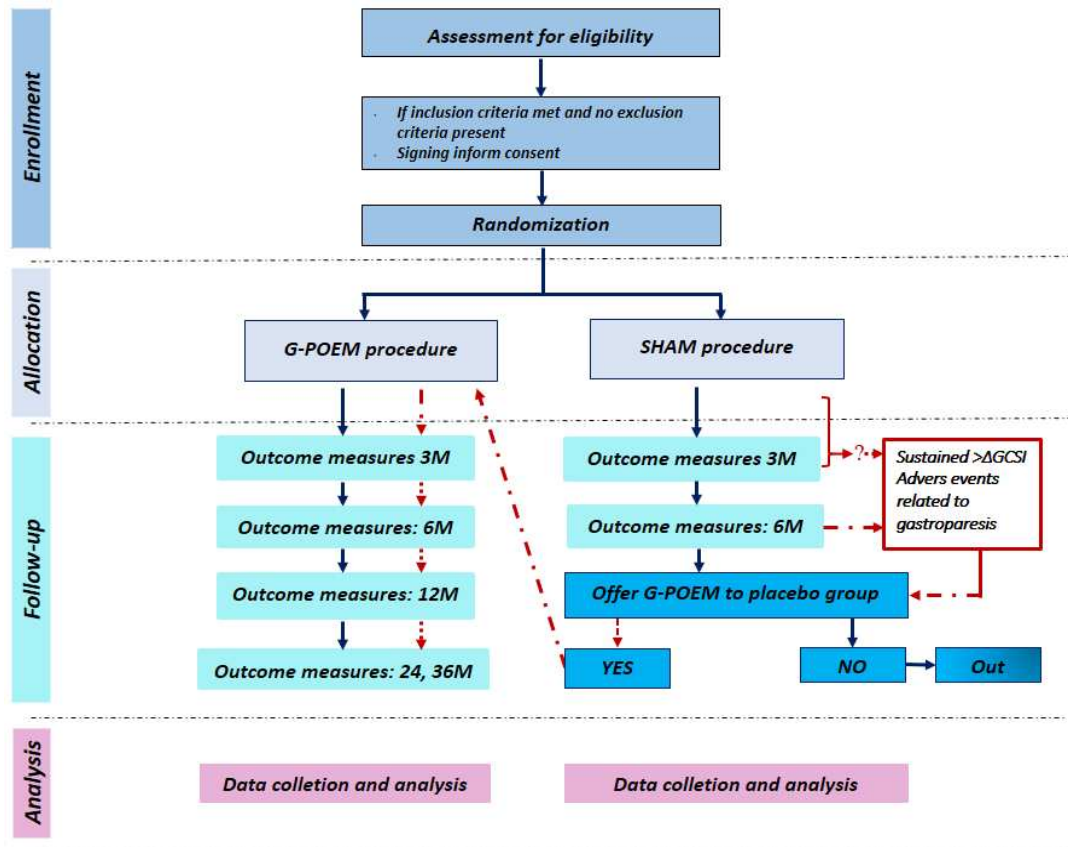 Enrollment
Assessment for eligibility
· If inclusion criteria met and no exclusion
criteria present
· Signing inform consent
Randomization
Allocation
G-POEM procedure
SHAM procedure
Follow-up
Outcome measures 3M
Outcome measures: 6M
Outcome measures: 12M
Outcome measures: 24, 36M
Outcome measures 3M
?
Sustained >ΔGCSI
Advers events
related to
gastroparesis
Outcome measures: 6M
Offer G-POEM to placebo group
YES
NO
Out
Analysis
Data colletion and analysis
Data colletion and analysis